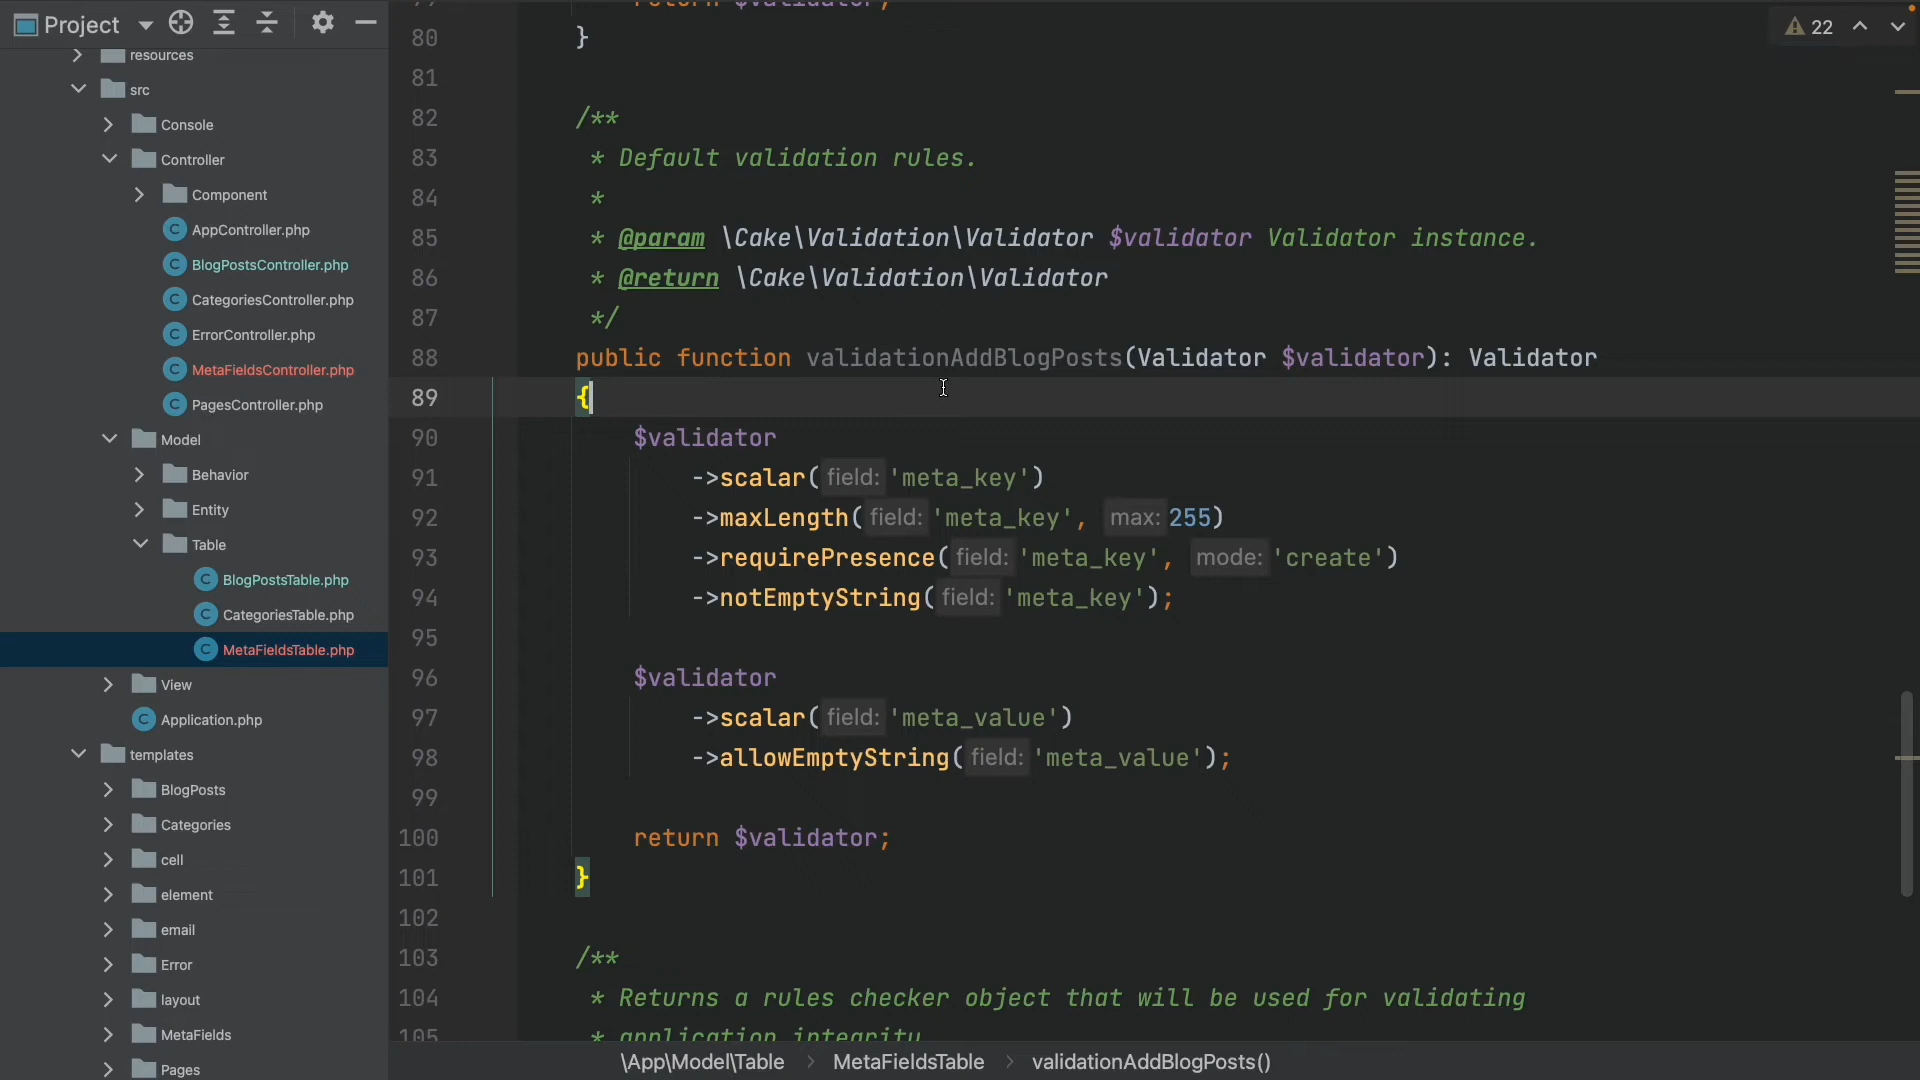 Project
resources
src
Console
Controller
Component
AppController.php
BlogPostsController.php
CategoriesController.php
ErrorController.php
MetaFieldsController.php
PagesController.php
Model
Behavior
Entity
Table
BlogPostsTable.php
CategoriesTable.php
MetaFieldsTable.php
View
Application.php
templates
BlogPosts
Categories
cell
element
email
Error
layout
MetaFields
Pages
22
return $validator;
80 }
81
82 /**
83 * Default validation rules.
84 *
85 * @param \Cake\Validation\Validator $validator Validator instance.
86 * @return \Cake\Validation\Validator
87 */
88 public function validationAddBlogPosts(Validator $validator): Validator
89 {
90 $validator
91 ->scalar( field: 'meta_key')
92 ->maxLength( field: 'meta_key', max: 255)
93 ->requirePresence( field: 'meta_key', mode: 'create')
94 ->notEmptyString( field: 'meta_key');
95
96 $validator
97 ->scalar( field: 'meta_value')
98 ->allowEmptyString( field: 'meta_value');
99
100 return $validator;
101 }
102
103 /**
104 * Returns a rules checker object that will be used for validating
105 * application integrity
\App\Model\Table > MetaFieldsTable > validationAddBlogPosts()